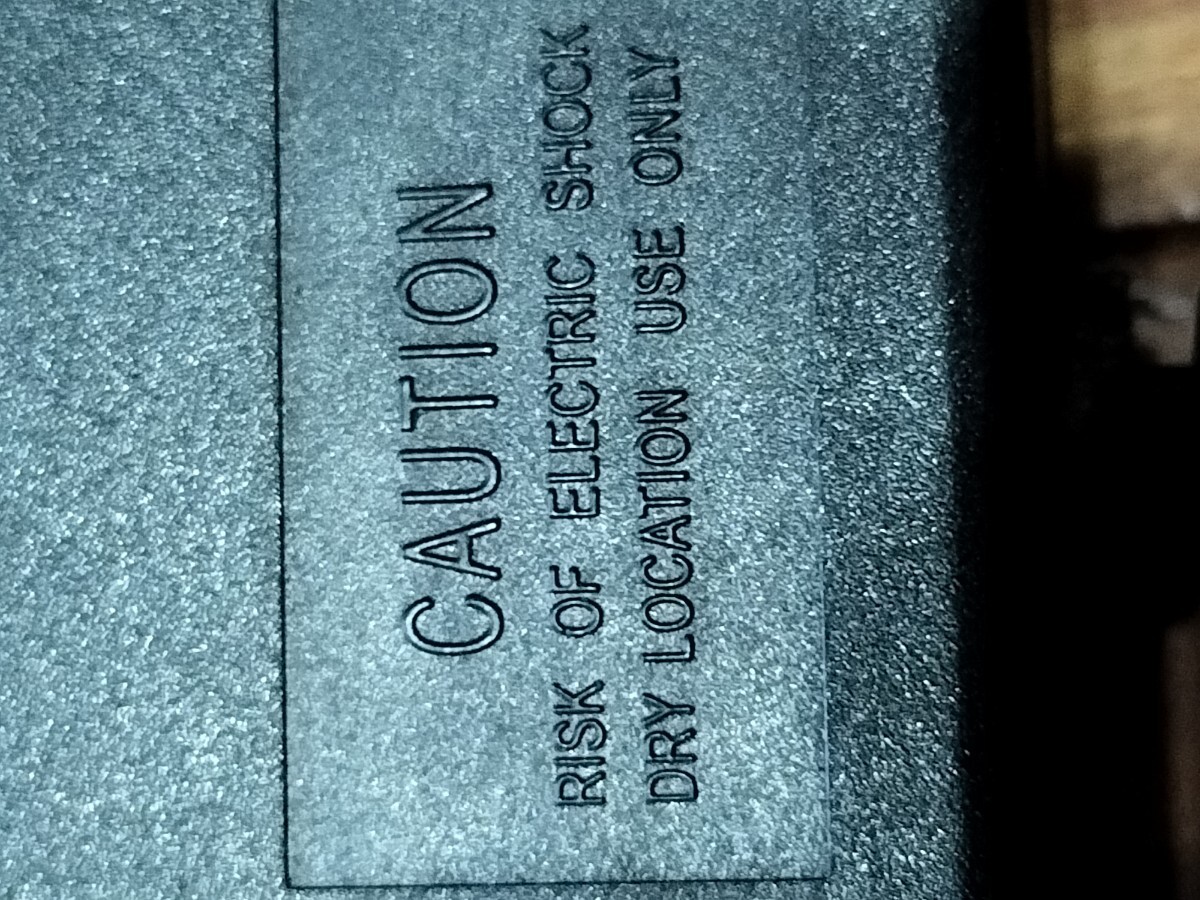 CAUTION
RISK OF ELECTRIC SHOCK
DRY LOCATION USE ONLY